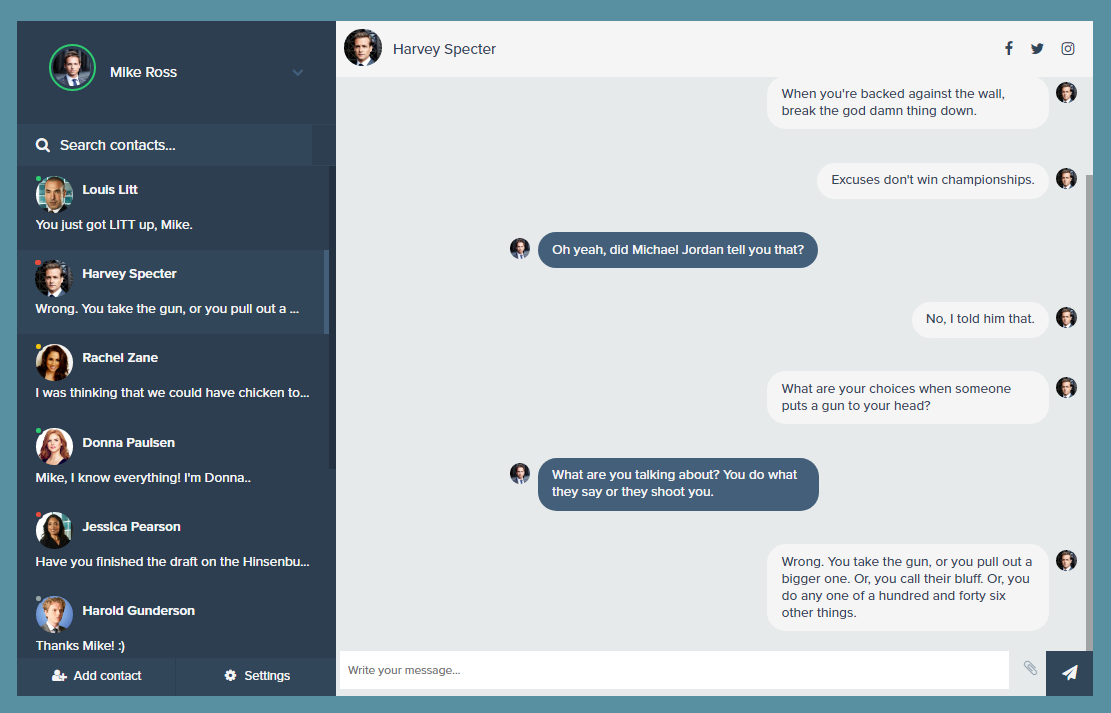 Mike Ross
Search contacts...
Louis Litt
You just got LITT up, Mike.
Harvey Specter
Wrong. You take the gun, or you pull out a ...
Rachel Zane
I was thinking that we could have chicken to...
Donna Paulsen
Mike, I know everything! I'm Donna..
Jessica Pearson
Have you finished the draft on the Hinsenbu...
Harold Gunderson
Thanks Mike! :)
Add contact
Settings
Harvey Specter
When you're backed against the wall,
break the god damn thing down.
Excuses don't win championships.
Oh yeah, did Michael Jordan tell you that?
No, I told him that.
What are your choices when someone
puts a gun to your head?
What are you talking about? You do what
they say or they shoot you.
Wrong. You take the gun, or you pull out a
bigger one. Or, you call their bluff. Or, you
do any one of a hundred and forty six
other things.
Write your message...